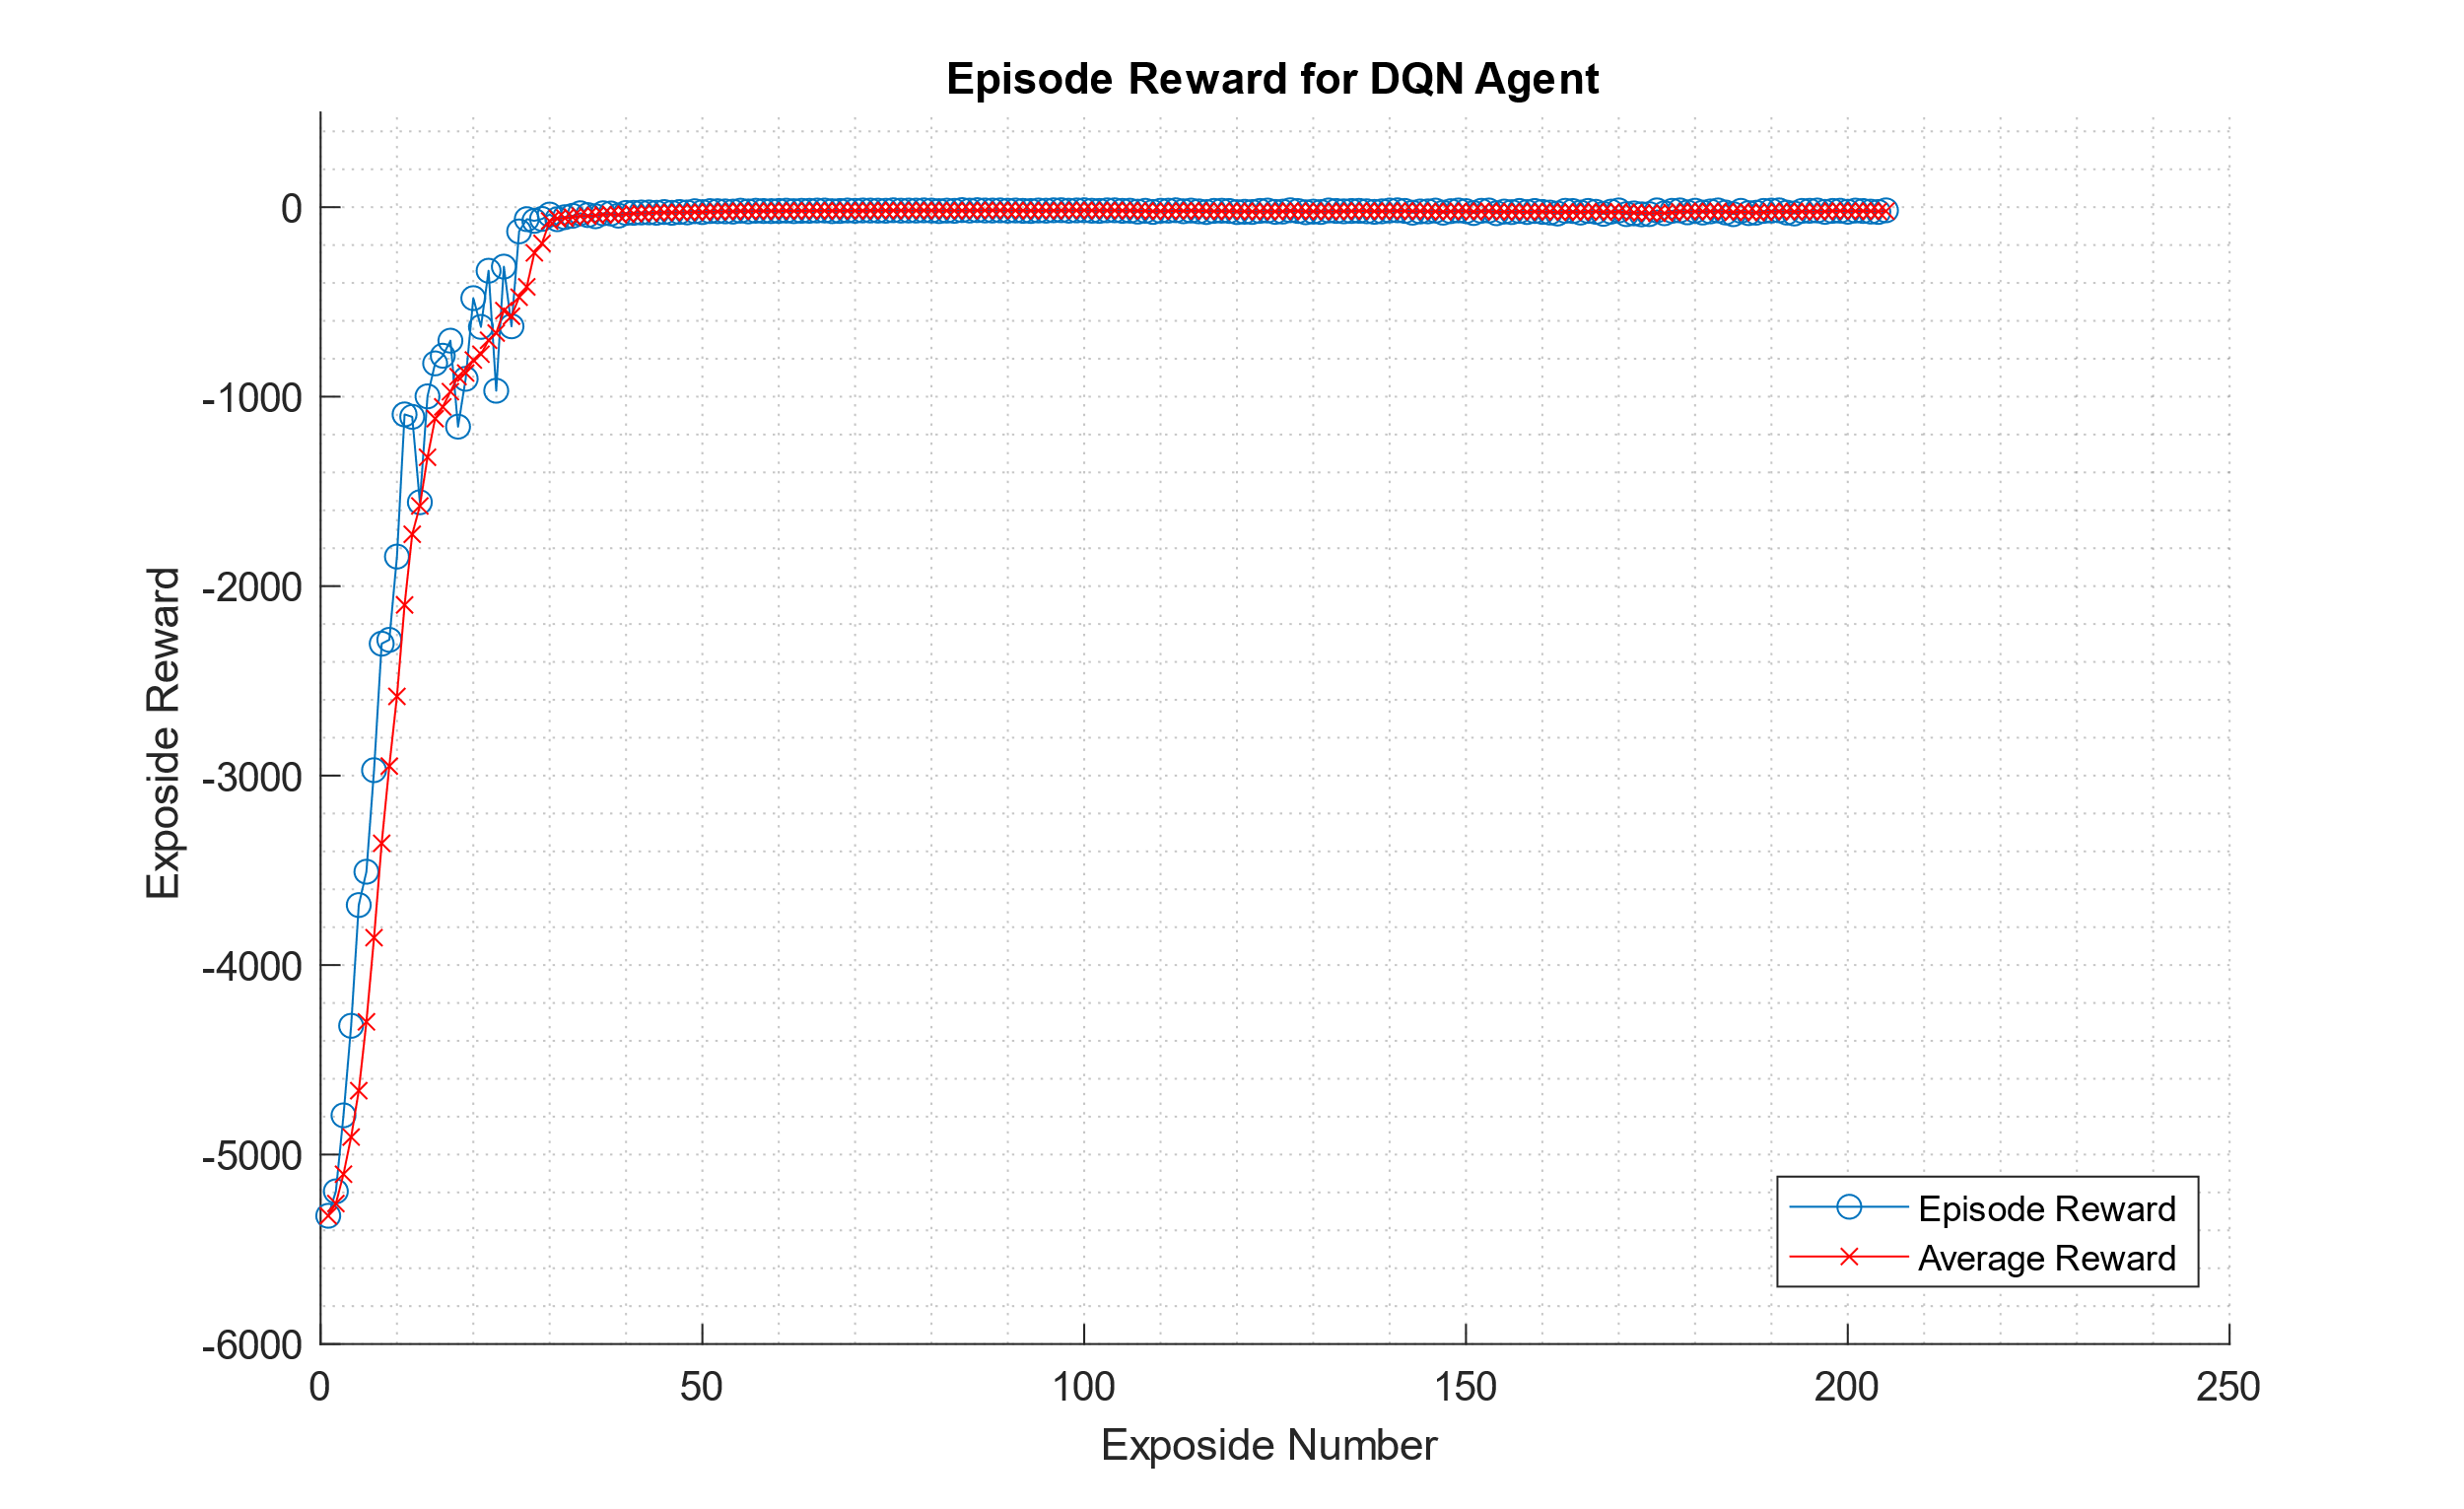 Episode Reward for DQN Agent
0
-1000
-2000
-3000
-4000
-5000
-6000
Exposide Reward
0 50 100 150 200 250
Exposide Number
Episode Reward
Average Reward